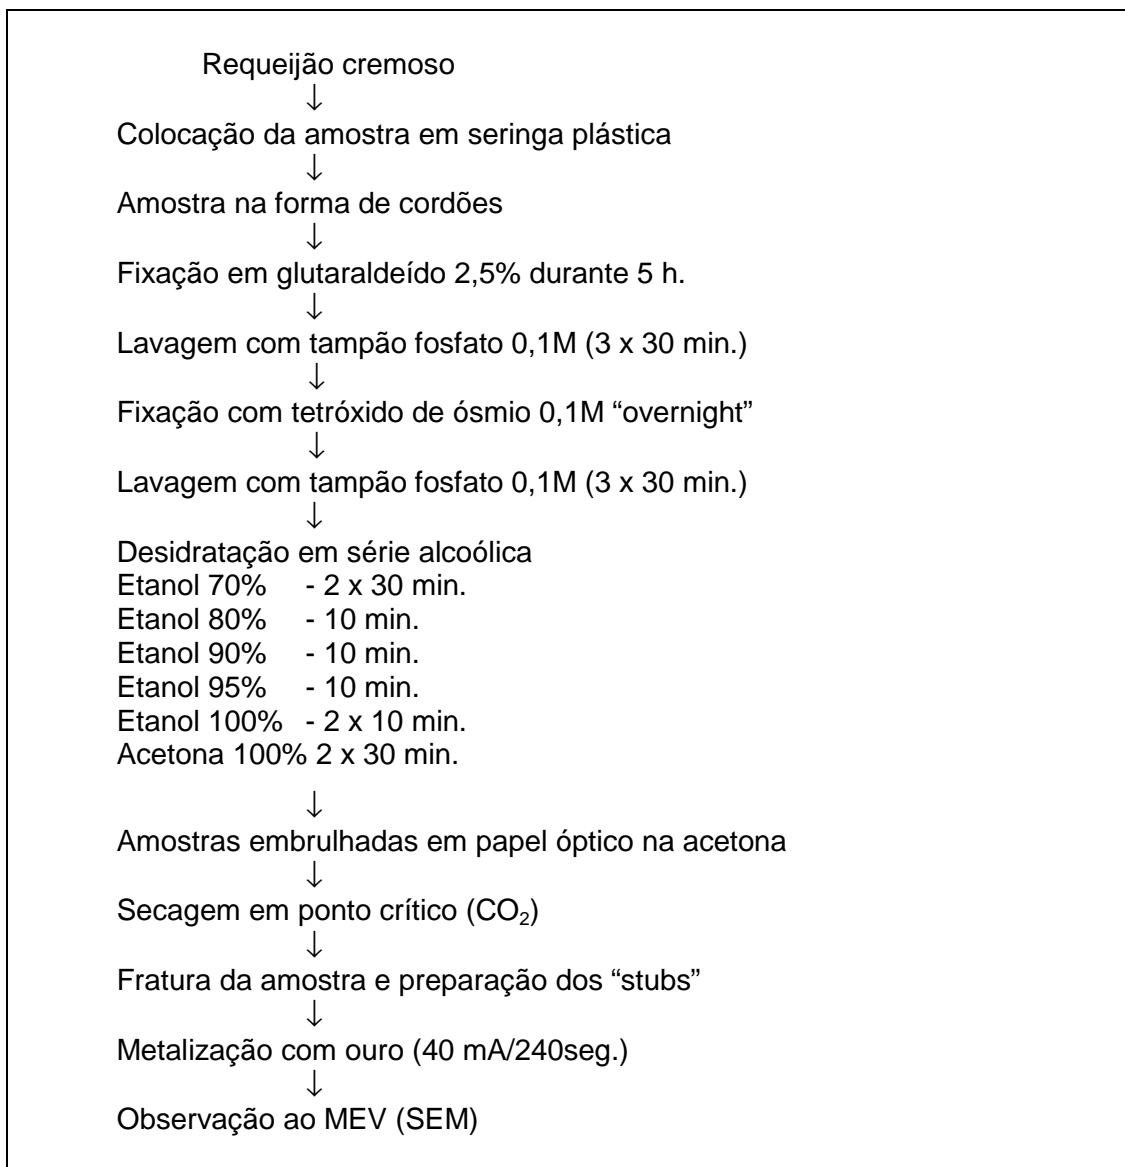 Requeijão cremoso
↓
Colocação da amostra em seringa plástica
↓
Amostra na forma de cordões
↓
Fixação em glutaraldeído 2,5% durante 5 h.
↓
Lavagem com tampão fosfato 0,1M (3 x 30 min.)
↓
Fixação com tetróxido de ósmio 0,1M “overnight”
↓
Lavagem com tampão fosfato 0,1M (3 x 30 min.)
↓
Desidratação em série alcoólica
Etanol 70% - 2 x 30 min.
Etanol 80% - 10 min.
Etanol 90% - 10 min.
Etanol 95% - 10 min.
Etanol 100% - 2 x 10 min.
Acetona 100% 2 x 30 min.
↓
Amostras embrulhadas em papel óptico na acetona
↓
Secagem em ponto crítico (CO₂)
↓
Fratura da amostra e preparação dos “stubs”
↓
Metalização com ouro (40 mA/240seg.)
↓
Observação ao MEV (SEM)